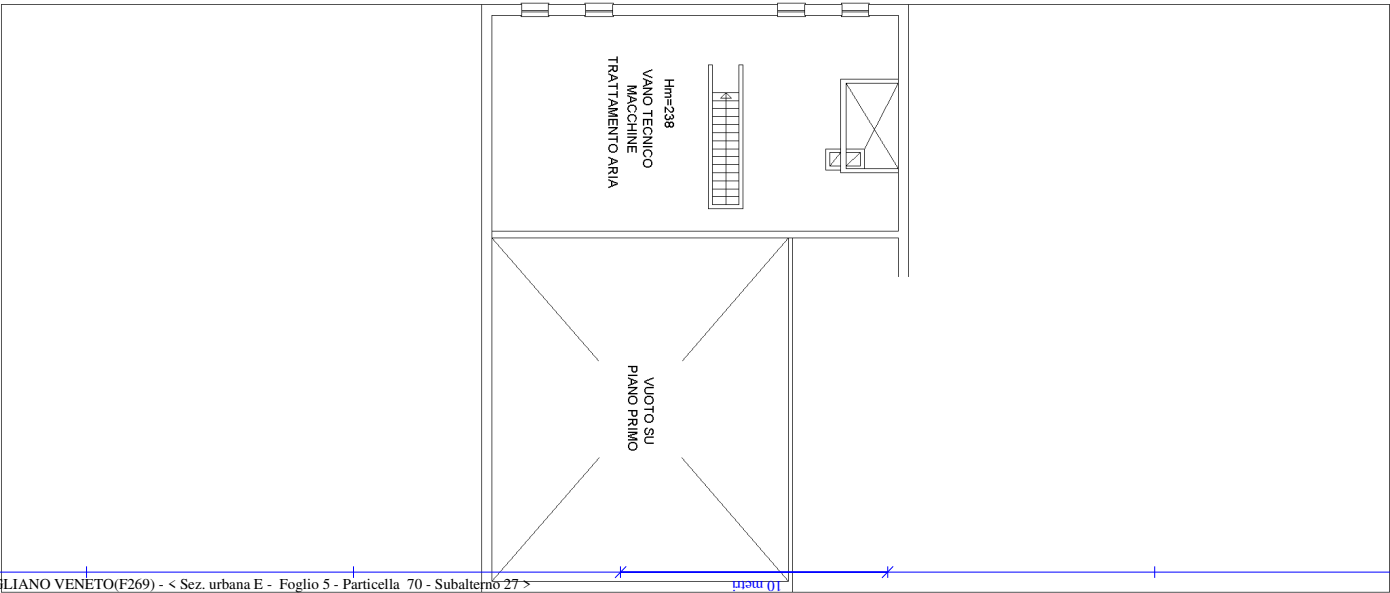 Hm=238
VANO TECNICO
MACCHINE
TRATTAMENTO ARIA
VUOTO SU
PIANO PRIMO
10 metri
GLIANO VENETO(F269) - < Sez. urbana E - Foglio 5 - Particella 70 - Subalterno 27 >